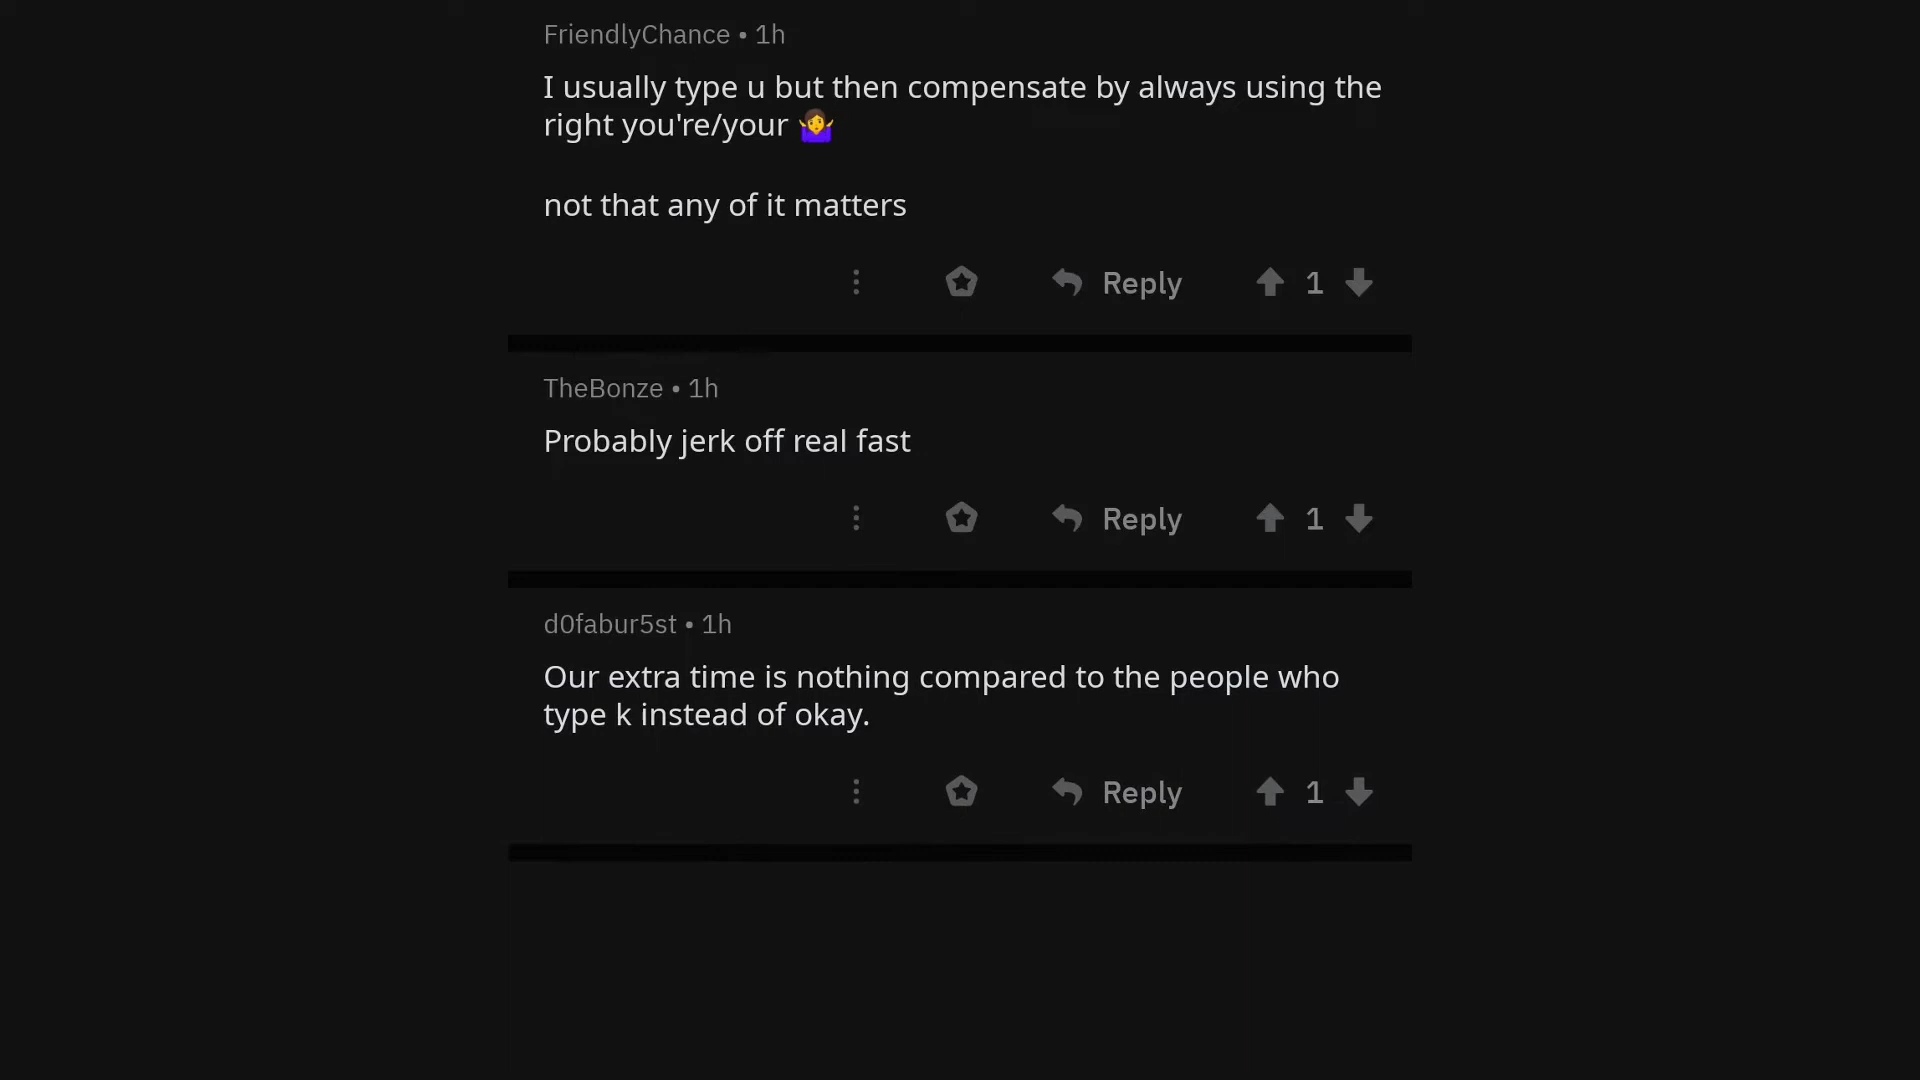 FriendlyChance • 1h
I usually type u but then compensate by always using the
right you're/your 🤷‍♀️
not that any of it matters
Reply 1
TheBonze • 1h
Probably jerk off real fast
Reply 1
d0fabur5st • 1h
Our extra time is nothing compared to the people who
type k instead of okay.
Reply 1